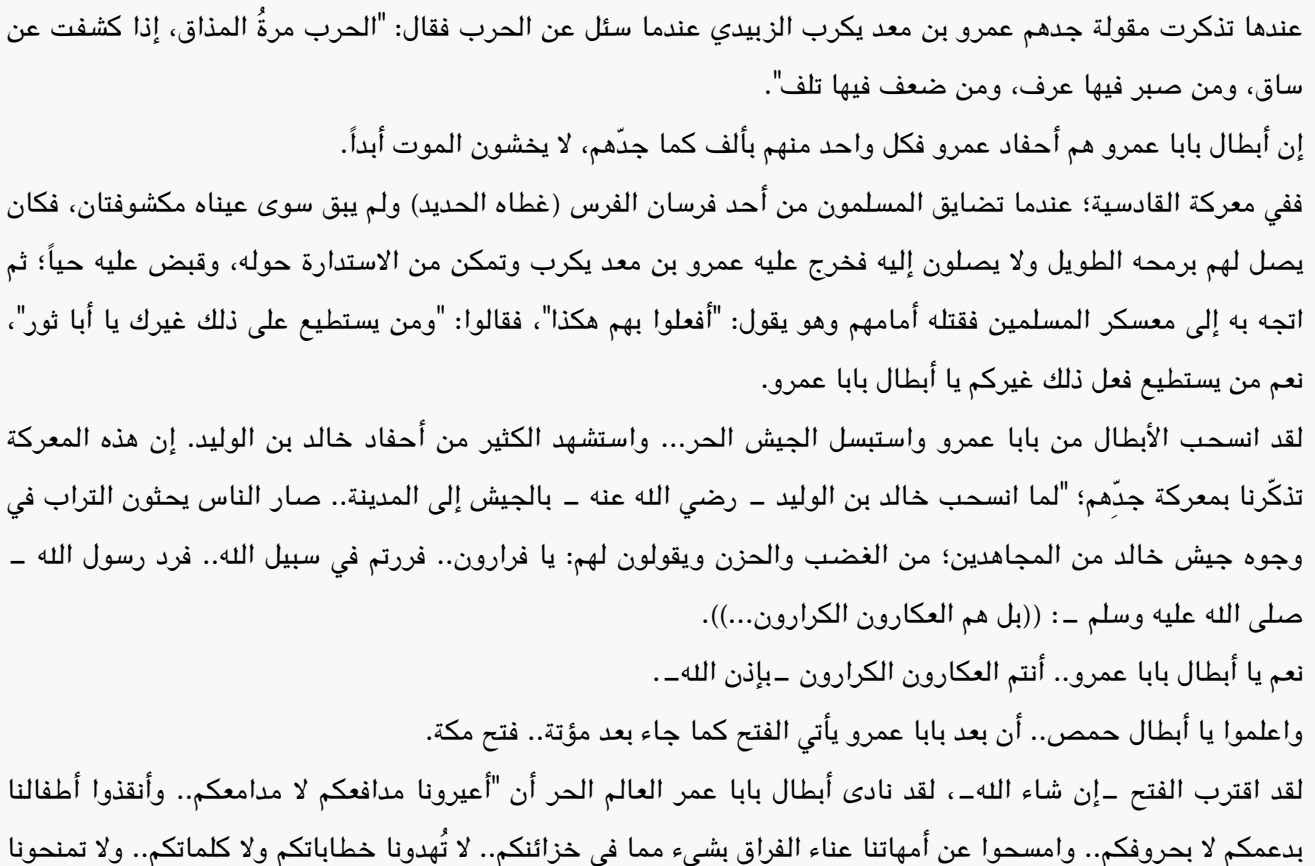 عندها تذكرت مقولة جدهم عمرو بن معد يكرب الزبيدي عندما سئل عن الحرب فقال: "الحرب مرةُ المذاق، إذا كشفت عن
ساق، ومن صبر فيها عرف، ومن ضعف فيها تلف".
إن أبطال بابا عمرو هم أحفاد عمرو فكل واحد منهم بألف كما جدّهم، لا يخشون الموت أبداً.
ففي معركة القادسية؛ عندما تضايق المسلمون من أحد فرسان الفرس (غطاه الحديد) ولم يبق سوى عيناه مكشوفتان، فكان
يصل لهم برمحه الطويل ولا يصلون إليه فخرج عليه عمرو بن معد يكرب وتمكن من الاستدارة حوله، وقبض عليه حياً؛ ثم
اتجه به إلى معسكر المسلمين فقتله أمامهم وهو يقول: "أفعلوا بهم هكذا"، فقالوا: "ومن يستطيع على ذلك غيرك يا أبا ثور"،
نعم من يستطيع فعل ذلك غيركم يا أبطال بابا عمرو.
لقد انسحب الأبطال من بابا عمرو واستبسل الجيش الحر... واستشهد الكثير من أحفاد خالد بن الوليد. إن هذه المعركة
تذكّرنا بمعركة جدِّهم؛ "لما انسحب خالد بن الوليد ـ رضي الله عنه ـ بالجيش إلى المدينة.. صار الناس يحثون التراب في
وجوه جيش خالد من المجاهدين؛ من الغضب والحزن ويقولون لهم: يا فرارون.. فررتم في سبيل الله.. فرد رسول الله ـ
صلى الله عليه وسلم ـ: ((بل هم العكارون الكرارون...)).
نعم يا أبطال بابا عمرو.. أنتم العكارون الكرارون ـبإذن اللهـ.
واعلموا يا أبطال حمص.. أن بعد بابا عمرو يأتي الفتح كما جاء بعد مؤتة.. فتح مكة.
لقد اقترب الفتح ـإن شاء اللهـ، لقد نادى أبطال بابا عمر العالم الحر أن "أعيرونا مدافعكم لا مدامعكم.. وأنقذوا أطفالنا
بدعمكم لا بحروفكم.. وامسحوا عن أمهاتنا عناء الفراق بشيء مما في خزائنكم.. لا تُهدونا خطاباتكم ولا كلماتكم.. ولا تمنحونا